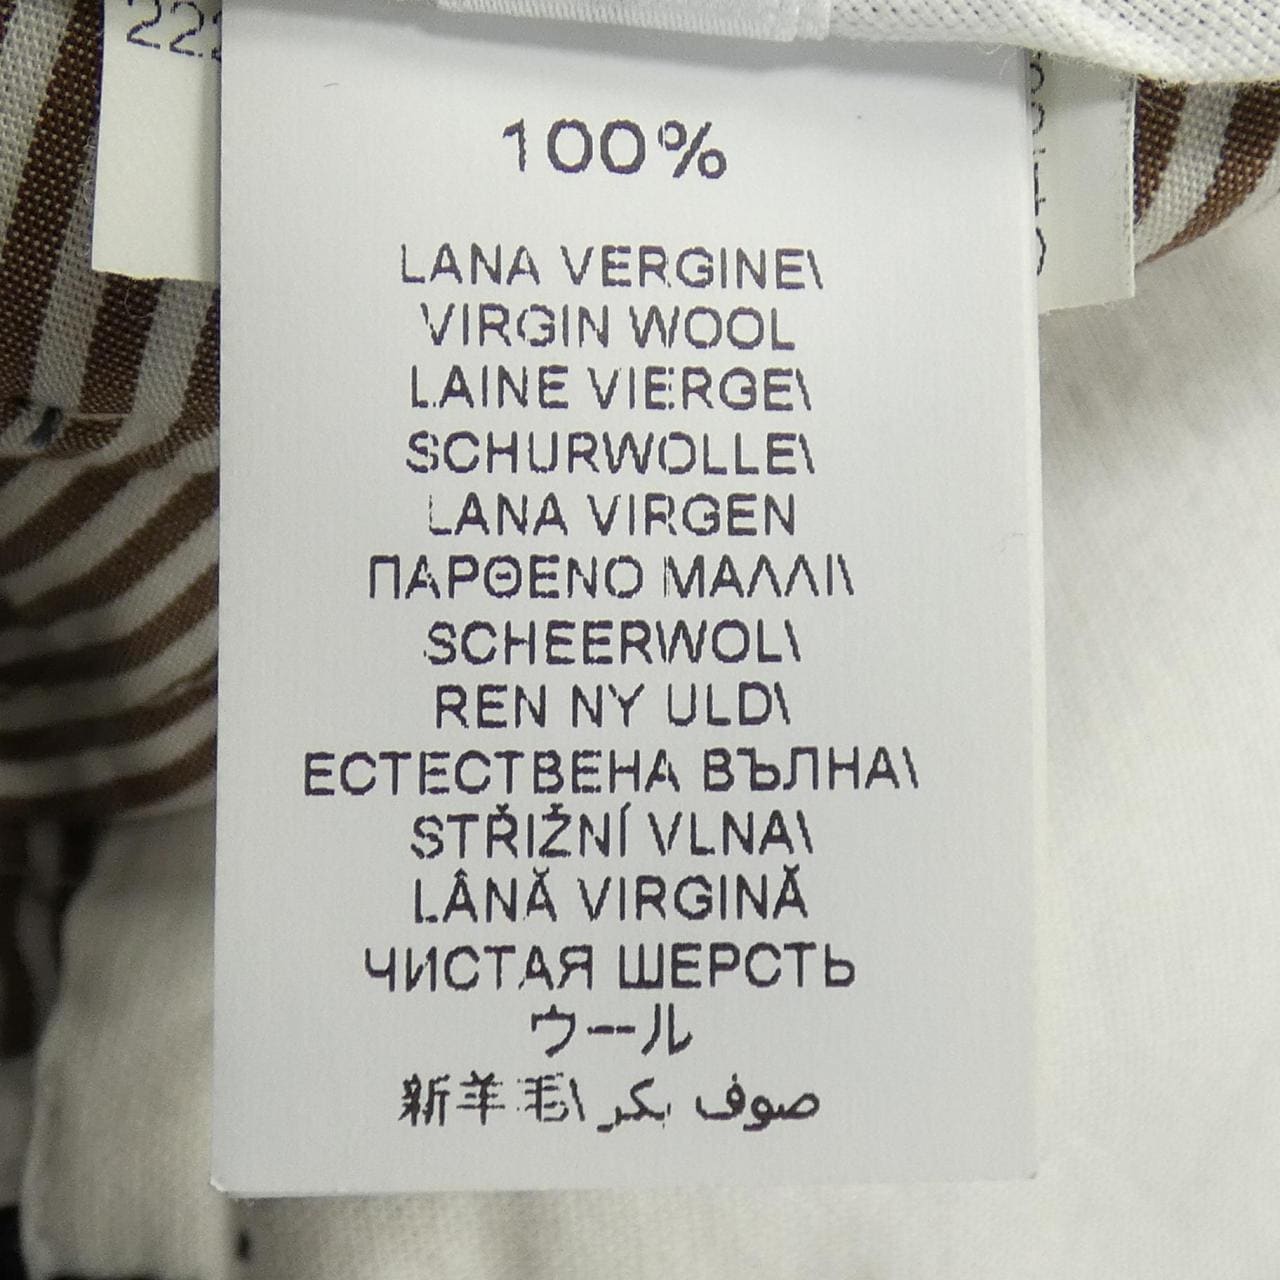 222
100%
LANA VERGINE\
VIRGIN WOOL
LAINE VIERGE\
SCHURWOLLE\
LANA VIRGEN
ΠΑΡΘΕΝΟ ΜΑΛΛΙ\
SCHEERWOL\
REN NY ULD\
ЕСТЕСТВЕНА ВЪЛНА\
STŘIŽNÍ VLNA\
LÂNĂ VIRGINĂ
ЧИСТАЯ ШЕРСТЬ
ウール
新羊毛\ صوف بكر